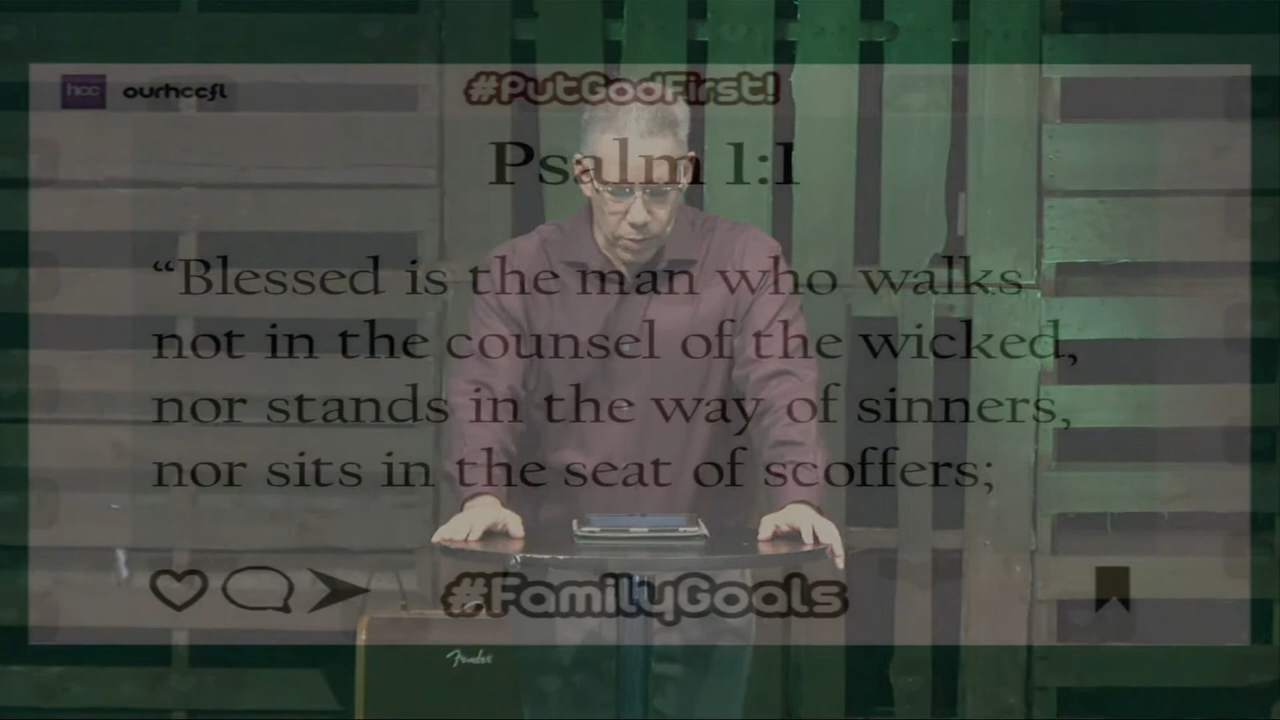 hcc ourhccfl
#PutGodFirst!
Psalm 1:1
“Blessed is the man who walks
not in the counsel of the wicked,
nor stands in the way of sinners,
nor sits in the seat of scoffers;
#FamilyGoals
Fender